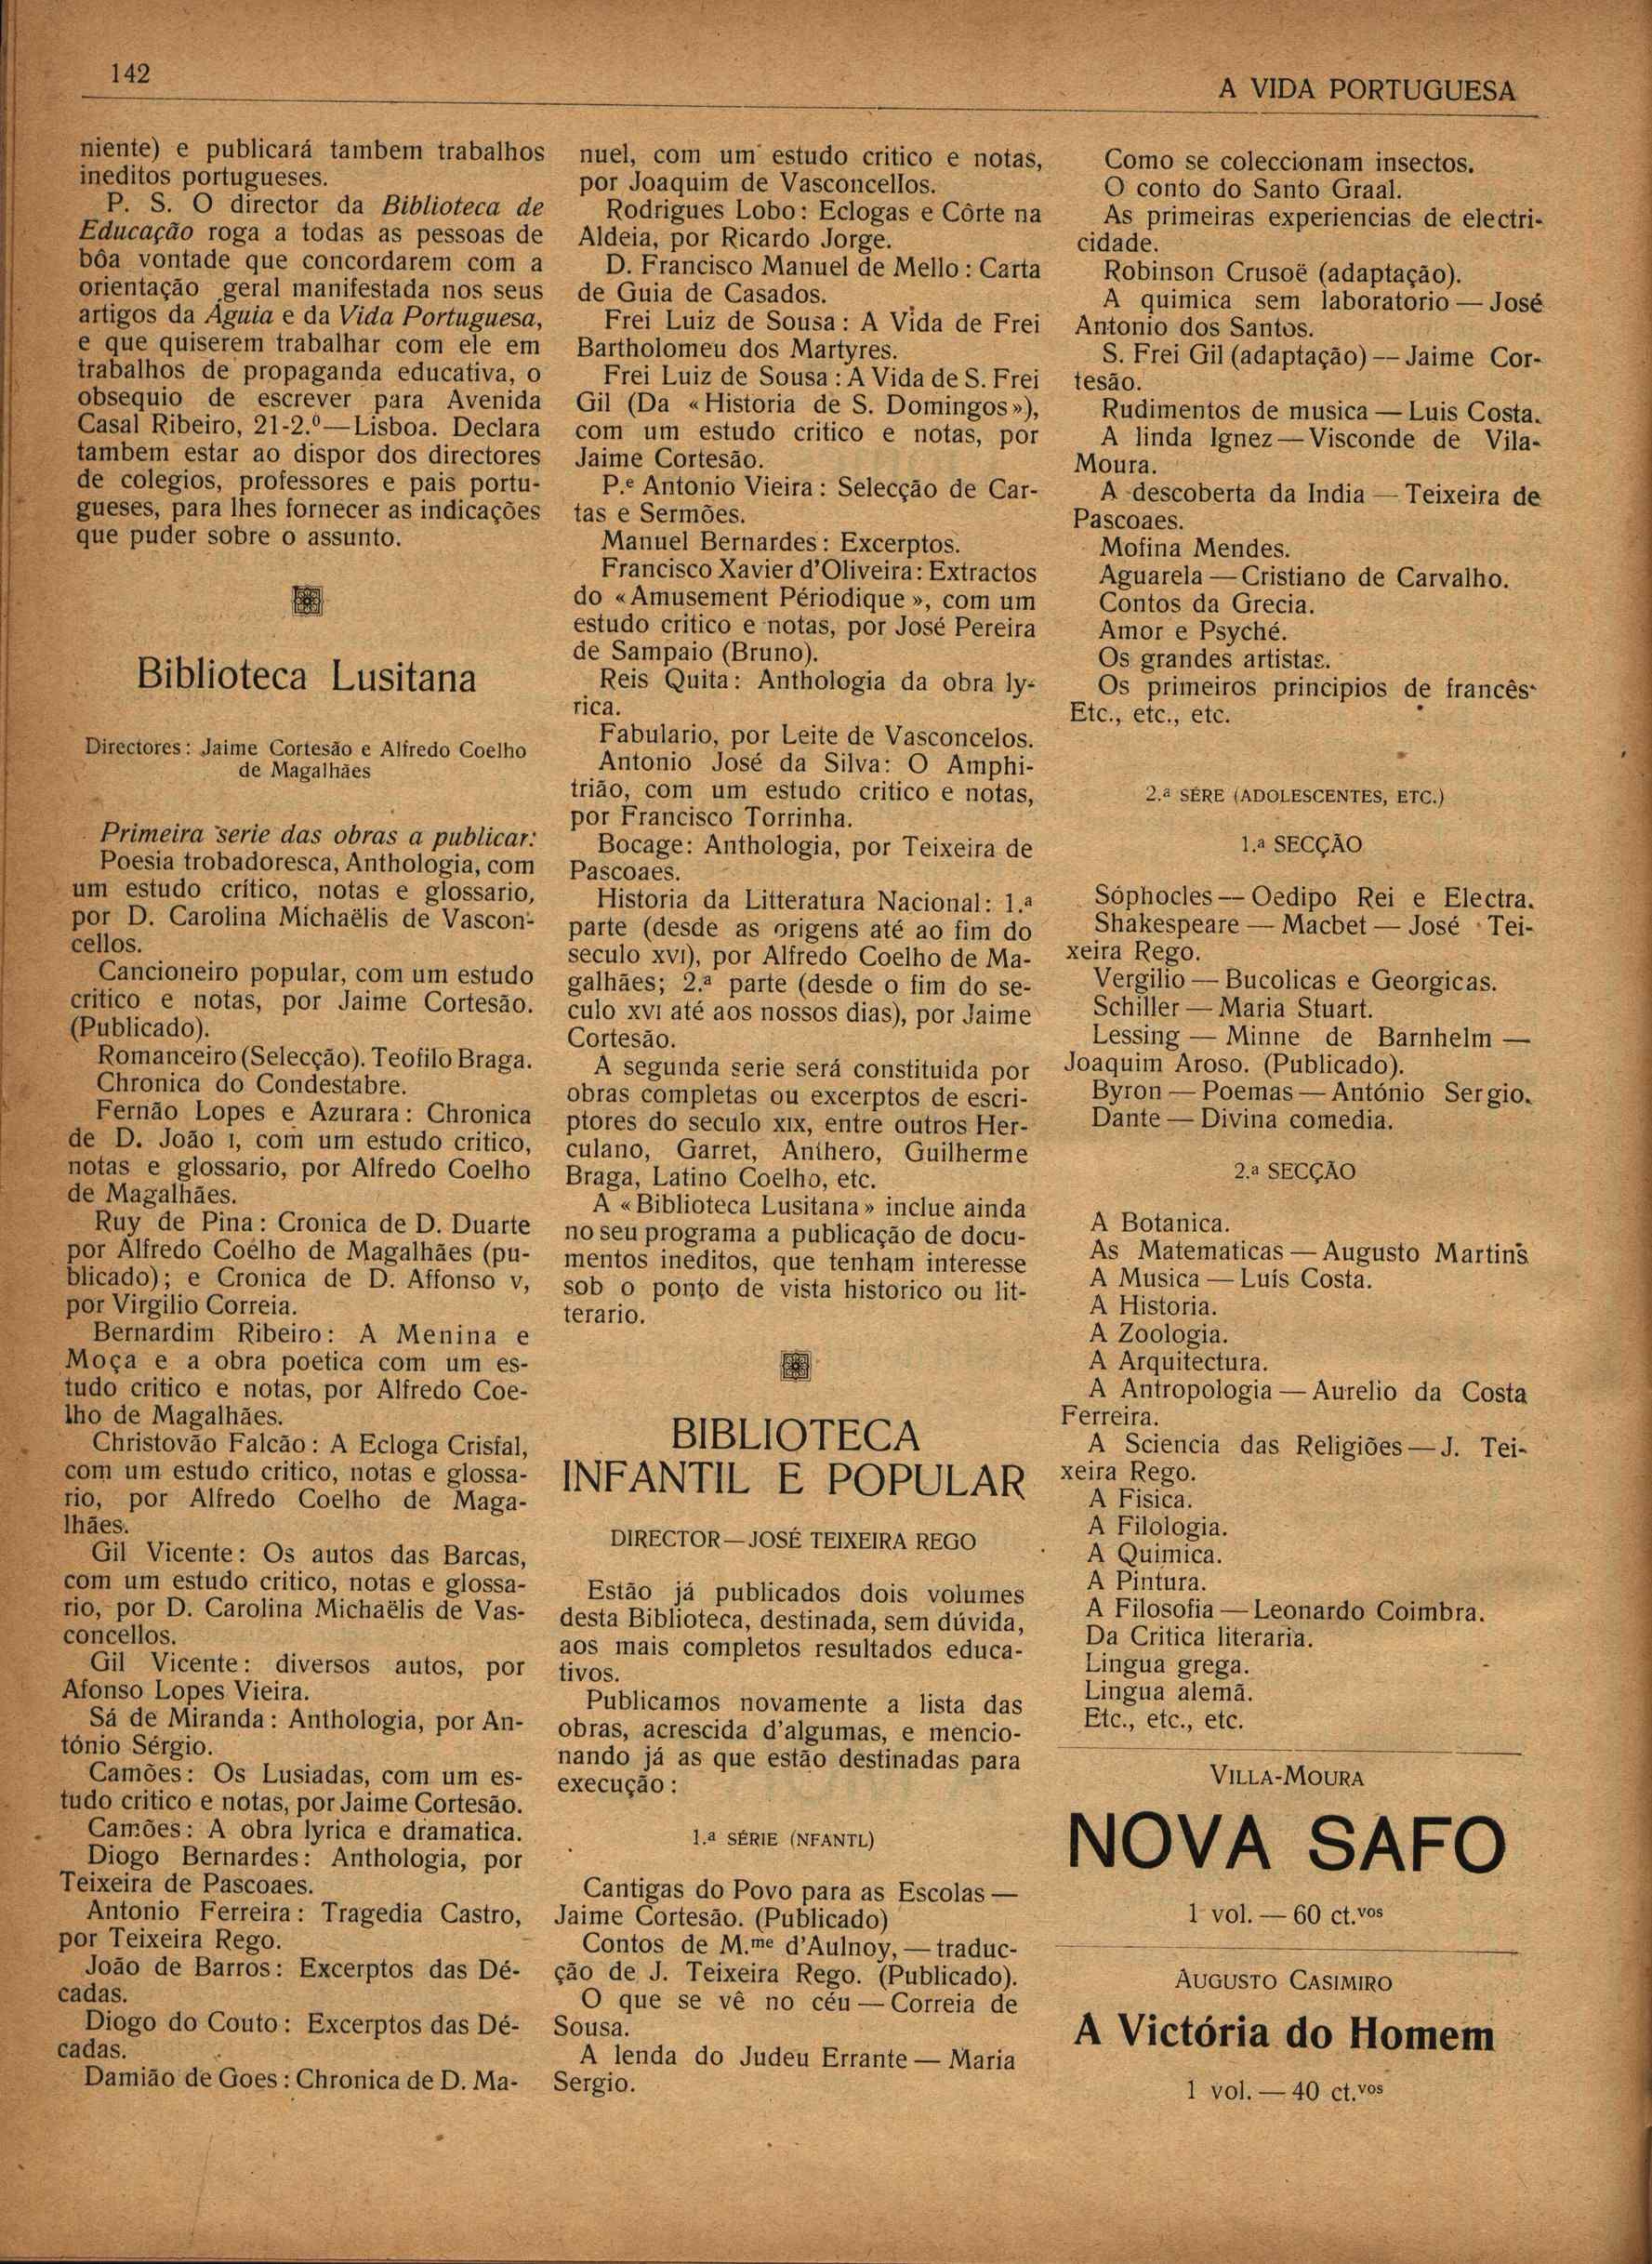 142
A VIDA PORTUGUESA
niente) e publicará tambem trabalhos
ineditos portugueses.
P. S. O director da Biblioteca de
Educação roga a todas as pessoas de
bôa vontade que concordarem com a
orientação geral manifestada nos seus
artigos da Águia e da Vida Portuguesa,
e que quiserem trabalhar com ele em
trabalhos de propaganda educativa, o
obsequio de escrever para Avenida
Casal Ribeiro, 21-2.º—Lisboa. Declara
tambem estar ao dispor dos directores
de colegios, professores e pais portu-
gueses, para lhes fornecer as indicações
que puder sobre o assunto.
Biblioteca Lusitana
Directores: Jaime Cortesão e Alfredo Coelho
de Magalhães
Primeira serie das obras a publicar:
Poesia trobadoresca, Anthologia, com
um estudo crítico, notas e glossario,
por D. Carolina Michaëlis de Vascon-
cellos.
Cancioneiro popular, com um estudo
critico e notas, por Jaime Cortesão.
(Publicado).
Romanceiro (Selecção). Teofilo Braga.
Chronica do Condestabre.
Fernão Lopes e Azurara: Chronica
de D. João I, com um estudo critico,
notas e glossario, por Alfredo Coelho
de Magalhães.
Ruy de Pina: Cronica de D. Duarte
por Alfredo Coelho de Magalhães (pu-
blicado); e Cronica de D. Affonso V,
por Virgilio Correia.
Bernardim Ribeiro: A Menina e
Moça e a obra poetica com um es-
tudo critico e notas, por Alfredo Coe-
lho de Magalhães.
Christovão Falcão: A Ecloga Crisfal,
com um estudo critico, notas e glossa-
rio, por Alfredo Coelho de Maga-
lhães.
Gil Vicente: Os autos das Barcas,
com um estudo critico, notas e glossa-
rio, por D. Carolina Michaëlis de Vas-
concellos.
Gil Vicente: diversos autos, por
Afonso Lopes Vieira.
Sá de Miranda: Anthologia, por An-
tónio Sérgio.
Camões: Os Lusiadas, com um es-
tudo critico e notas, por Jaime Cortesão.
Camões: A obra lyrica e dramatica.
Diogo Bernardes: Anthologia, por
Teixeira de Pascoaes.
Antonio Ferreira: Tragedia Castro,
por Teixeira Rego.
João de Barros: Excerptos das Dé-
cadas.
Diogo do Couto: Excerptos das Dé-
cadas.
Damião de Goes: Chronica de D. Ma-
nuel, com um estudo critico e notas,
por Joaquim de Vasconcellos.
Rodrigues Lobo: Eclogas e Côrte na
Aldeia, por Ricardo Jorge.
D. Francisco Manuel de Mello: Carta
de Guia de Casados.
Frei Luiz de Sousa: A Vida de Frei
Bartholomeu dos Martyres.
Frei Luiz de Sousa: A Vida de S. Frei
Gil (Da «Historia de S. Domingos»),
com um estudo critico e notas, por
Jaime Cortesão.
P.e Antonio Vieira: Selecção de Car-
tas e Sermões.
Manuel Bernardes: Excerptos.
Francisco Xavier d'Oliveira: Extractos
do «Amusement Périodique», com um
estudo critico e notas, por José Pereira
de Sampaio (Bruno).
Reis Quita: Anthologia da obra ly-
rica.
Fabulario, por Leite de Vasconcelos.
Antonio José da Silva: O Amphi-
trião, com um estudo critico e notas,
por Francisco Torrinha.
Bocage: Anthologia, por Teixeira de
Pascoaes.
Historia da Litteratura Nacional: 1.ª
parte (desde as origens até ao fim do
seculo XVI), por Alfredo Coelho de Ma-
galhães; 2.ª parte (desde o fim do se-
culo XVI até aos nossos dias), por Jaime
Cortesão.
A segunda serie será constituida por
obras completas ou excerptos de escri-
ptores do seculo XIX, entre outros Her-
culano, Garret, Anthero, Guilherme
Braga, Latino Coelho, etc.
A «Biblioteca Lusitana» inclue ainda
no seu programa a publicação de docu-
mentos ineditos, que tenham interesse
sob o ponto de vista historico ou lit-
terario.
BIBLIOTECA
INFANTIL E POPULAR
DIRECTOR—JOSÉ TEIXEIRA REGO
Estão já publicados dois volumes
desta Biblioteca, destinada, sem dúvida,
aos mais completos resultados educa-
tivos.
Publicamos novamente a lista das
obras, acrescida d'algumas, e mencio-
nando já as que estão destinadas para
execução:
1.ª SÉRIE (NFANTL)
Cantigas do Povo para as Escolas —
Jaime Cortesão. (Publicado)
Contos de M.me d'Aulnoy, — traduc-
ção de J. Teixeira Rego. (Publicado).
O que se vê no céu — Correia de
Sousa.
A lenda do Judeu Errante — Maria
Sergio.
Como se coleccionam insectos.
O conto do Santo Graal.
As primeiras experiencias de electri-
cidade.
Robinson Crusoë (adaptação).
A quimica sem laboratorio — José
Antonio dos Santos.
S. Frei Gil (adaptação) — Jaime Cor-
tesão.
Rudimentos de musica — Luis Costa.
A linda Ignez — Visconde de Vila-
Moura.
A descoberta da India — Teixeira de
Pascoaes.
Mofina Mendes.
Aguarela — Cristiano de Carvalho.
Contos da Grecia.
Amor e Psyché.
Os grandes artistas.
Os primeiros principios de francês.
Etc., etc., etc.
2.ª SÉRE (ADOLESCENTES, ETC.)
1.ª SECÇÃO
Sóphocles — Oedipo Rei e Electra.
Shakespeare — Macbet — José Tei-
xeira Rego.
Vergilio — Bucolicas e Georgicas.
Schiller — Maria Stuart.
Lessing — Minne de Barnhelm —
Joaquim Aroso. (Publicado).
Byron — Poemas — António Sergio.
Dante — Divina comedia.
2.ª SECÇÃO
A Botanica.
As Matematicas — Augusto Martins
A Musica — Luís Costa.
A Historia.
A Zoologia.
A Arquitectura.
A Antropologia — Aurelio da Costa
Ferreira.
A Sciencia das Religiões — J. Tei-
xeira Rego.
A Fisica.
A Filologia.
A Quimica.
A Pintura.
A Filosofia — Leonardo Coimbra.
Da Critica literaria.
Lingua grega.
Lingua alemã.
Etc., etc., etc.
VILLA-MOURA
NOVA SAFO
1 vol. — 60 ct.vos
AUGUSTO CASIMIRO
A Victória do Homem
1 vol. — 40 ct.vos